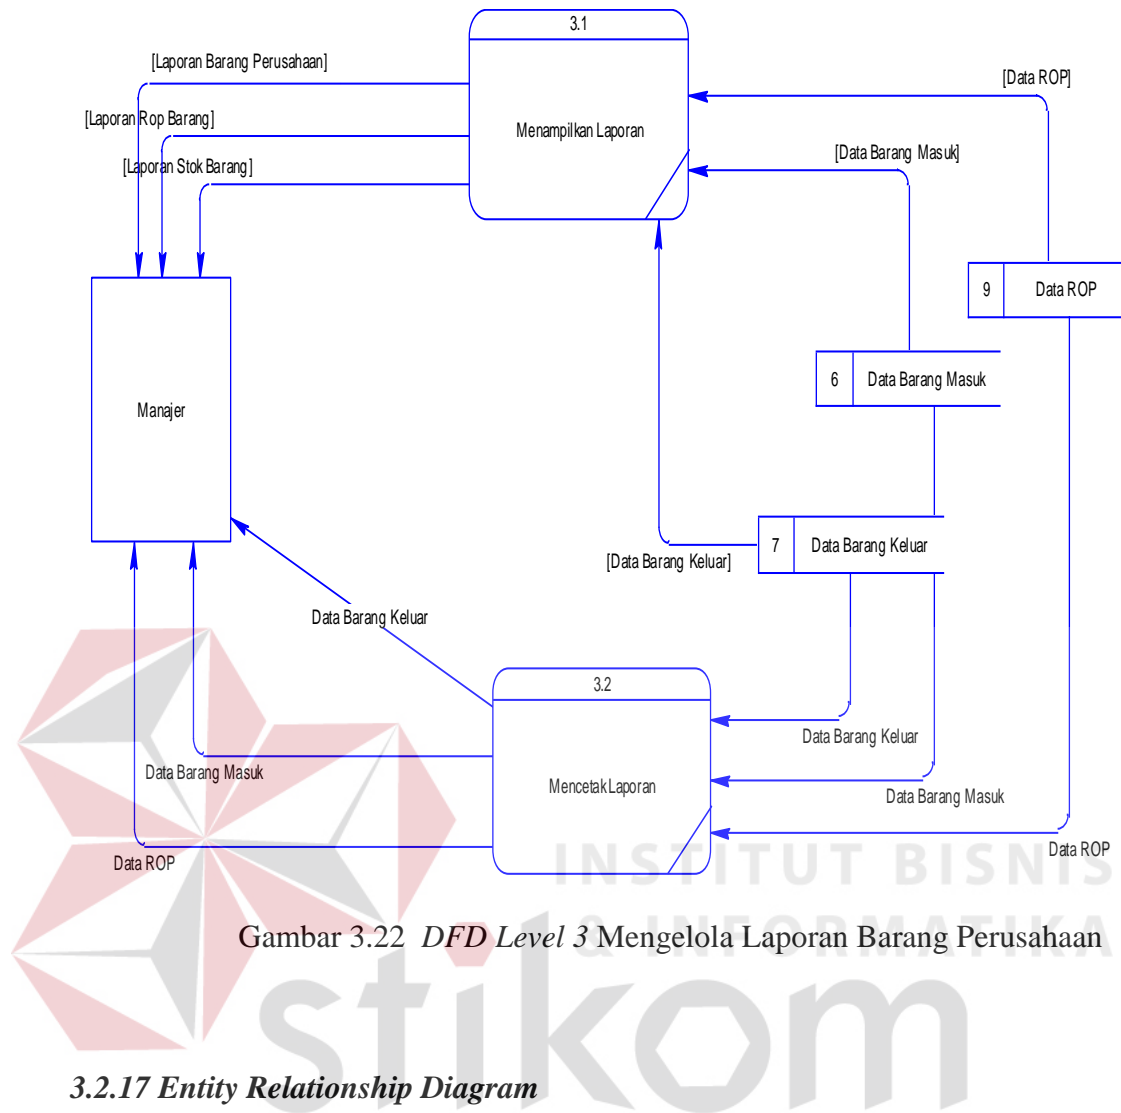 3.1
[Laporan Barang Perusahaan]
[Data ROP]
[Laporan Rop Barang]
Menampilkan Laporan
[Data Barang Masuk]
[Laporan Stok Barang]
9
Data ROP
6
Data Barang Masuk
Manajer
7
Data Barang Keluar
[Data Barang Keluar]
Data Barang Keluar
3.2
Data Barang Keluar
Data Barang Masuk
Mencetak Laporan
Data Barang Masuk
Data ROP
Data ROP
INSTITUT BISNIS
& INFORMATIKA
Gambar 3.22 DFD Level 3 Mengelola Laporan Barang Perusahaan
stikom
3.2.17 Entity Relationship Diagram